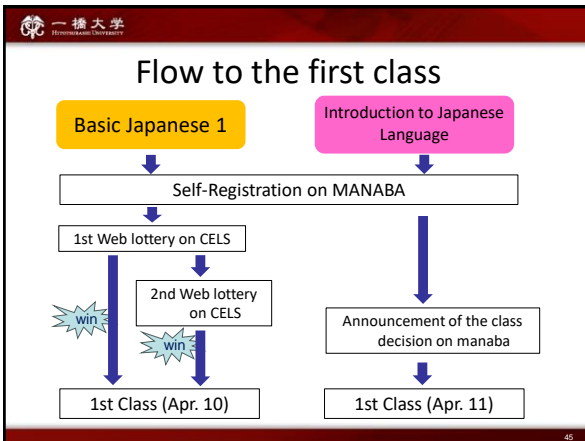 一橋大学
HITOTSUBASHI UNIVERSITY
Flow to the first class
Basic Japanese 1
Introduction to Japanese
Language
Self-Registration on MANABA
1st Web lottery on CELS
2nd Web lottery
on CELS
win
win
Announcement of the class
decision on manaba
1st Class (Apr. 10)
1st Class (Apr. 11)
45